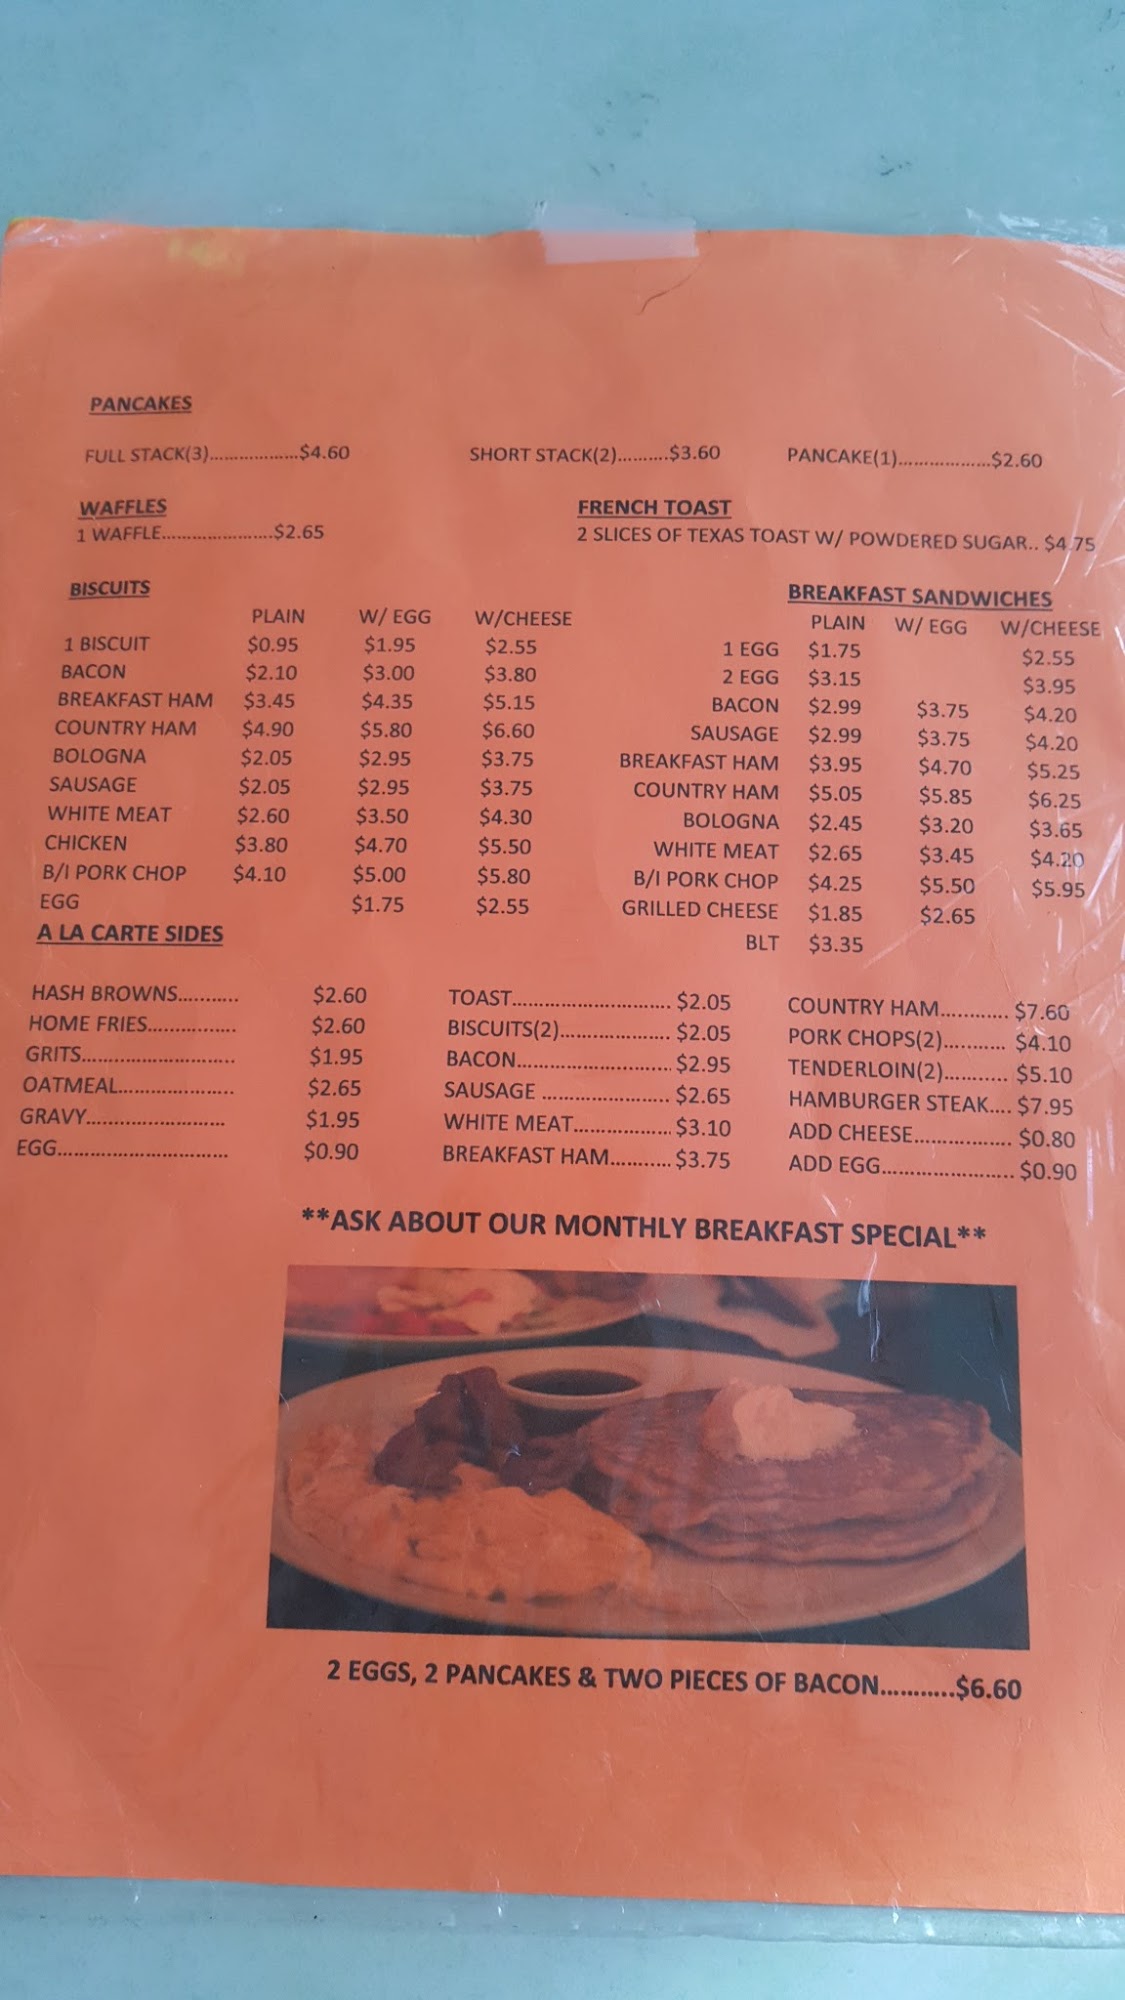 PANCAKES
FULL STACK(3)..................$4.60 SHORT STACK(2)..........$3.60 PANCAKE(1)...................$2.60
WAFFLES FRENCH TOAST
1 WAFFLE.......................$2.65 2 SLICES OF TEXAS TOAST W/ POWDERED SUGAR.. $4.75
BISCUITS
PLAIN W/ EGG W/CHEESE
1 BISCUIT $0.95 $1.95 $2.55
BACON $2.10 $3.00 $3.80
BREAKFAST HAM $3.45 $4.35 $5.15
COUNTRY HAM $4.90 $5.80 $6.60
BOLOGNA $2.05 $2.95 $3.75
SAUSAGE $2.05 $2.95 $3.75
WHITE MEAT $2.60 $3.50 $4.30
CHICKEN $3.80 $4.70 $5.50
B/I PORK CHOP $4.10 $5.00 $5.80
EGG $1.75 $2.55
BREAKFAST SANDWICHES
PLAIN W/ EGG W/CHEESE
1 EGG $1.75 $2.55
2 EGG $3.15 $3.95
BACON $2.99 $3.75 $4.20
SAUSAGE $2.99 $3.75 $4.20
BREAKFAST HAM $3.95 $4.70 $5.25
COUNTRY HAM $5.05 $5.85 $6.25
BOLOGNA $2.45 $3.20 $3.65
WHITE MEAT $2.65 $3.45 $4.20
B/I PORK CHOP $4.25 $5.50 $5.95
GRILLED CHEESE $1.85 $2.65
BLT $3.35
A LA CARTE SIDES
HASH BROWNS........... $2.60 TOAST.............................. $2.05 COUNTRY HAM............ $7.60
HOME FRIES................. $2.60 BISCUITS(2)..................... $2.05 PORK CHOPS(2)........... $4.10
GRITS............................. $1.95 BACON............................. $2.95 TENDERLOIN(2)........... $5.10
OATMEAL...................... $2.65 SAUSAGE ........................ $2.65 HAMBURGER STEAK.... $7.95
GRAVY.......................... $1.95 WHITE MEAT.................. $3.10 ADD CHEESE................. $0.80
EGG................................ $0.90 BREAKFAST HAM........... $3.75 ADD EGG....................... $0.90
**ASK ABOUT OUR MONTHLY BREAKFAST SPECIAL**
2 EGGS, 2 PANCAKES & TWO PIECES OF BACON...........$6.60